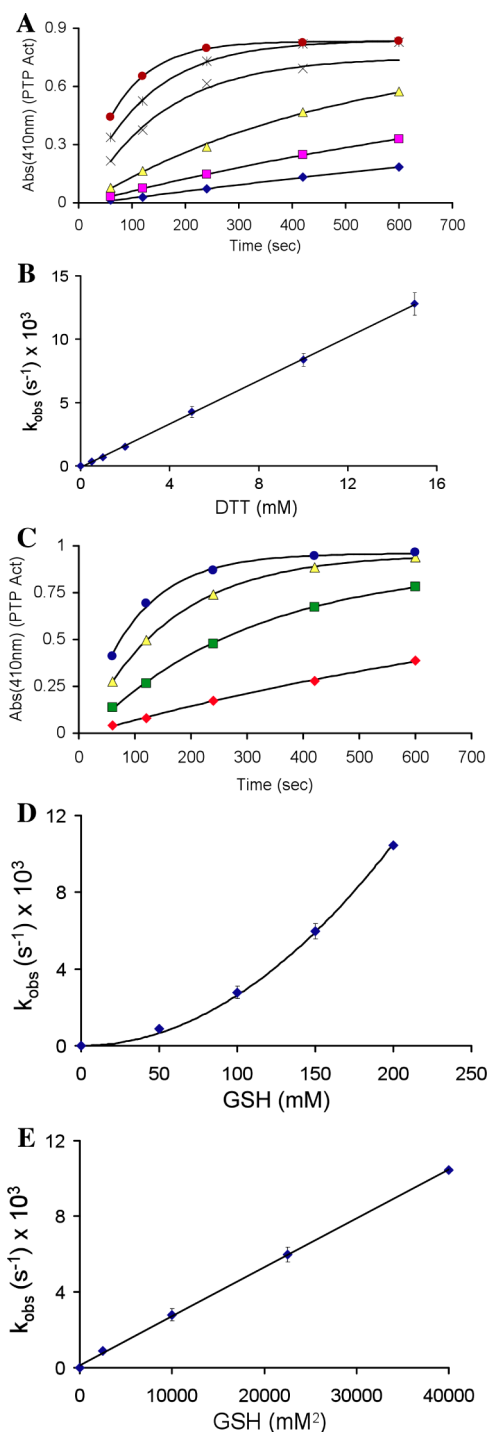 A
Abs(410nm) (PTP Act)
0.9
0.6
0.3
0
0 100 200 300 400 500 600 700
Time (sec)
B
k_obs (s⁻¹) x 10³
15
10
5
0
0 4 8 12 16
DTT (mM)
C
Abs(410nm) (PTP Act)
1
0.75
0.5
0.25
0
0 100 200 300 400 500 600 700
Time (sec)
D
k_obs (s⁻¹) x 10³
12
8
4
0
0 50 100 150 200 250
GSH (mM)
E
k_obs (s⁻¹) x 10³
12
8
4
0
0 10000 20000 30000 40000
GSH (mM²)